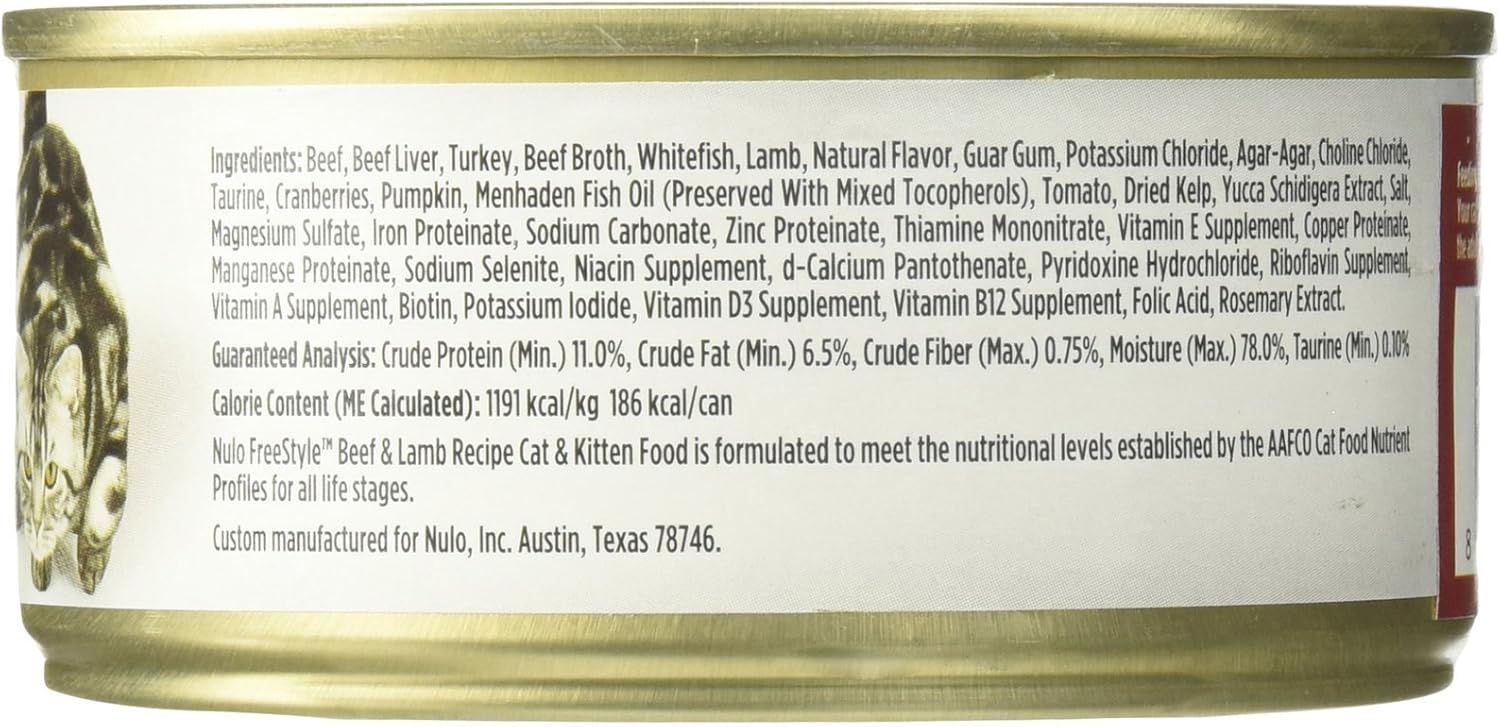 Ingredients: Beef, Beef Liver, Turkey, Beef Broth, Whitefish, Lamb, Natural Flavor, Guar Gum, Potassium Chloride, Agar-Agar, Choline Chloride,
Taurine, Cranberries, Pumpkin, Menhaden Fish Oil (Preserved With Mixed Tocopherols), Tomato, Dried Kelp, Yucca Schidigera Extract, Salt,
Magnesium Sulfate, Iron Proteinate, Sodium Carbonate, Zinc Proteinate, Thiamine Mononitrate, Vitamin E Supplement, Copper Proteinate,
Manganese Proteinate, Sodium Selenite, Niacin Supplement, d-Calcium Pantothenate, Pyridoxine Hydrochloride, Riboflavin Supplement,
Vitamin A Supplement, Biotin, Potassium Iodide, Vitamin D3 Supplement, Vitamin B12 Supplement, Folic Acid, Rosemary Extract.
Guaranteed Analysis: Crude Protein (Min.) 11.0%, Crude Fat (Min.) 6.5%, Crude Fiber (Max.) 0.75%, Moisture (Max.) 78.0%, Taurine (Min.) 0.10%
Calorie Content (ME Calculated): 1191 kcal/kg 186 kcal/can
Nulo FreeStyle™ Beef & Lamb Recipe Cat & Kitten Food is formulated to meet the nutritional levels established by the AAFCO Cat Food Nutrient
Profiles for all life stages.
Custom manufactured for Nulo, Inc. Austin, Texas 78746.
8